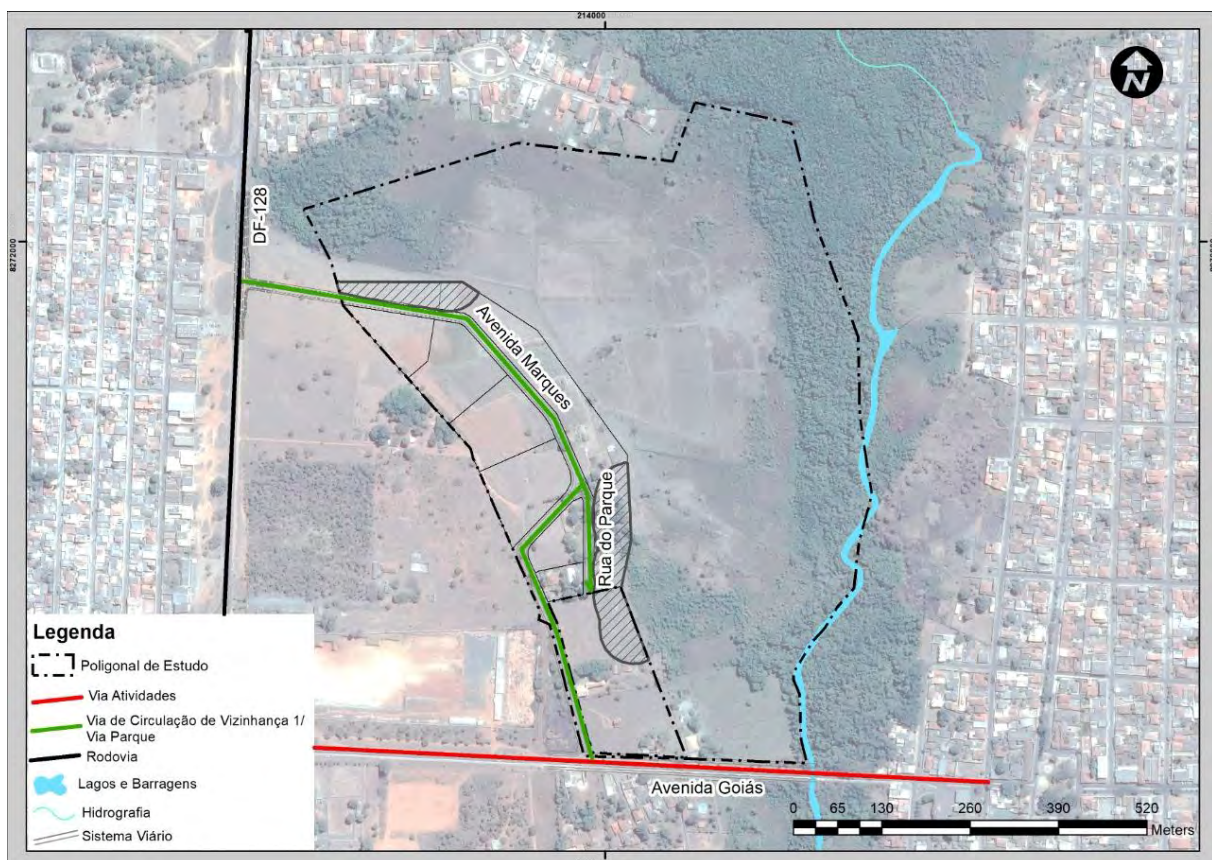 214000
N
8272000
DF-128
Avenida Marques
Rua do Parque
Legenda
Poligonal de Estudo
Via Atividades
Via de Circulação de Vizinhança 1/
Via Parque
Rodovia
Lagos e Barragens
Hidrografia
Sistema Viário
Avenida Goiás
0 65 130 260 390 520
Meters